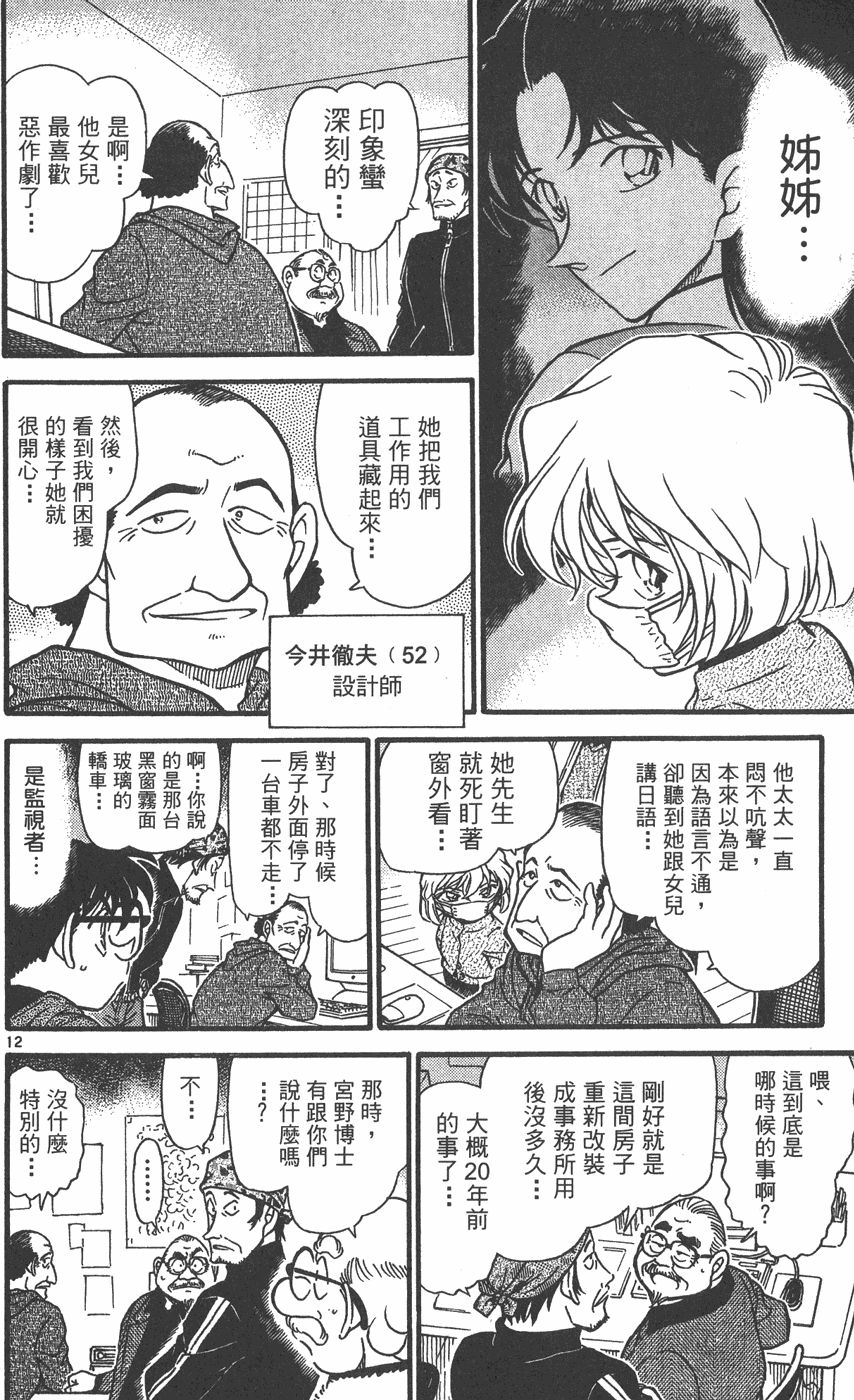 姊姊…
印象蠻
深刻的…
是啊…
他女兒
最喜歡
惡作劇了…
她把我們
工作用的
道具藏起來…
然後，
看到我們困擾
的樣子她就
很開心…
今井徹夫（52）
設計師
他太太一直
悶不吭聲，
本來以為是
因為語言不通，
卻聽到她跟女兒
講日語…
她先生
就死盯著
窗外看…
對了、那時候
房子外面停了
一台車都不走…
啊…你說
的是那台
黑窗霧面
玻璃的
轎車…
是監視者…
12
喂、
這到底是
哪時候的事啊？
剛好就是
這間房子
重新改裝
成事務所用
後沒多久…
大概20年前
的事了…
那時，
宮野博士
有跟你們
說什麼嗎
…？
不…
……
沒什麼
特別的…